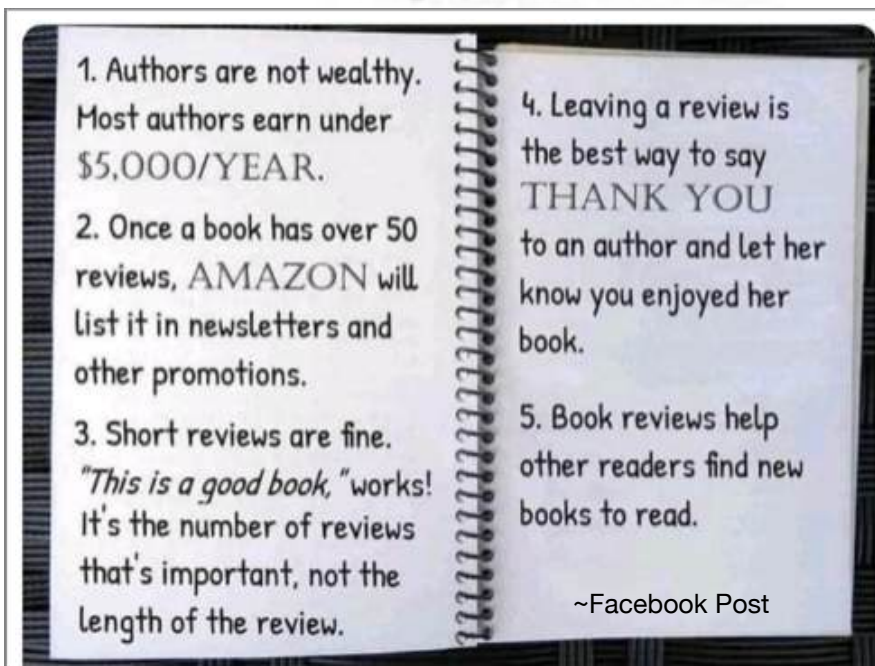 1. Authors are not wealthy.
Most authors earn under
$5,000/YEAR.
2. Once a book has over 50
reviews, AMAZON will
list it in newsletters and
other promotions.
3. Short reviews are fine.
"This is a good book," works!
It's the number of reviews
that's important, not the
length of the review.
4. Leaving a review is
the best way to say
THANK YOU
to an author and let her
know you enjoyed her
book.
5. Book reviews help
other readers find new
books to read.
~Facebook Post